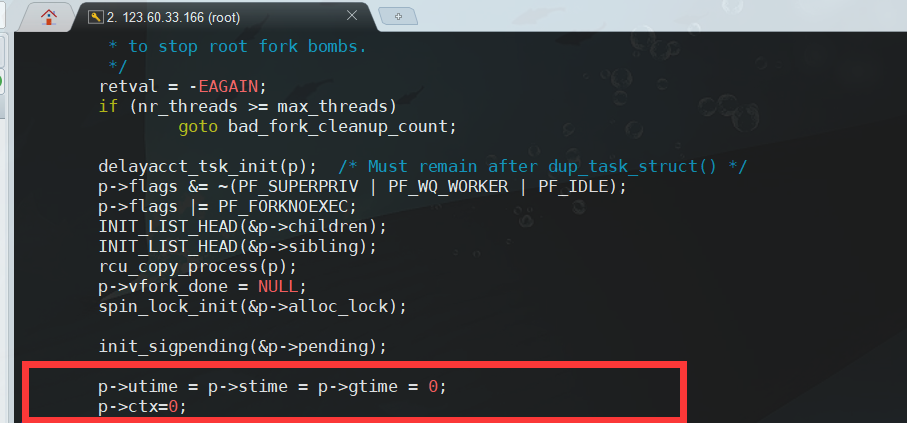 2. 123.60.33.166 (root)
* to stop root fork bombs.
*/
retval = -EAGAIN;
if (nr_threads >= max_threads)
goto bad_fork_cleanup_count;
delayacct_tsk_init(p);  /* Must remain after dup_task_struct() */
p->flags &= ~(PF_SUPERPRIV | PF_WQ_WORKER | PF_IDLE);
p->flags |= PF_FORKNOEXEC;
INIT_LIST_HEAD(&p->children);
INIT_LIST_HEAD(&p->sibling);
rcu_copy_process(p);
p->vfork_done = NULL;
spin_lock_init(&p->alloc_lock);
init_sigpending(&p->pending);
p->utime = p->stime = p->gtime = 0;
p->ctx=0;